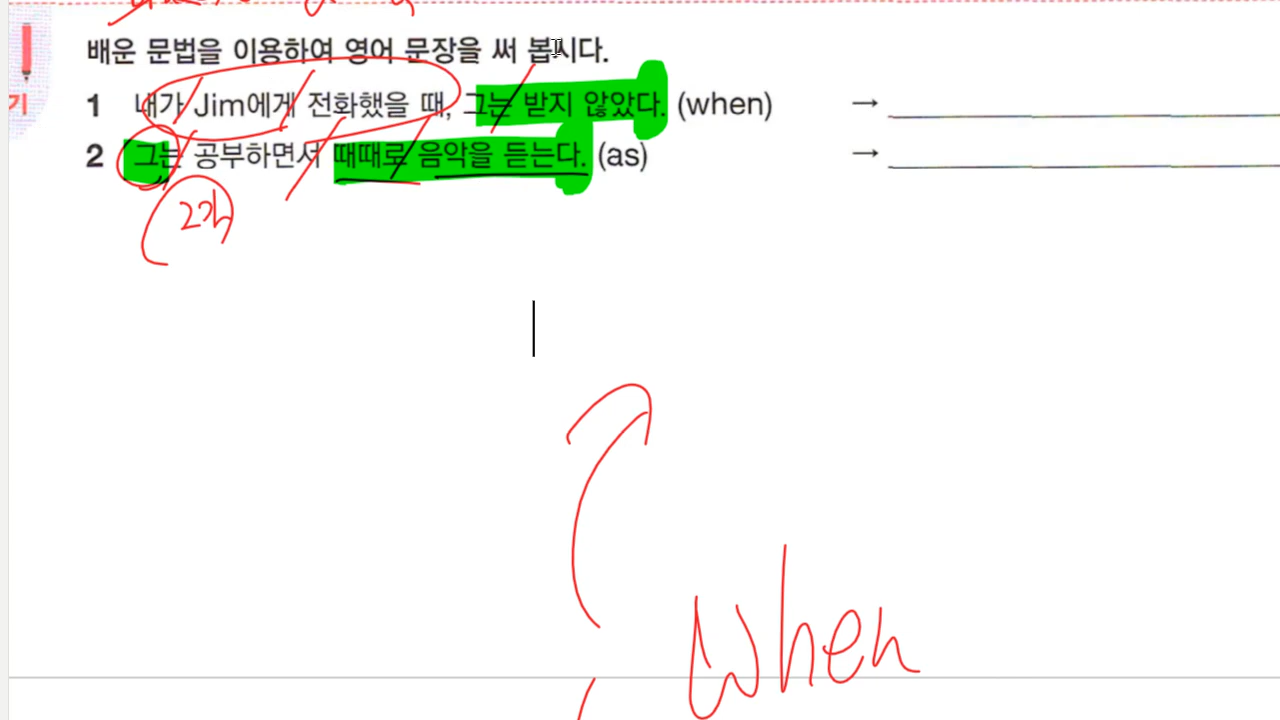 배운 문법을 이용하여 영어 문장을 써 봅시다.
기
1 내가 Jim에게 전화했을 때, 그는 받지 않았다. (when) →
2 그는 공부하면서 때때로 음악을 듣는다. (as) →
2개
when